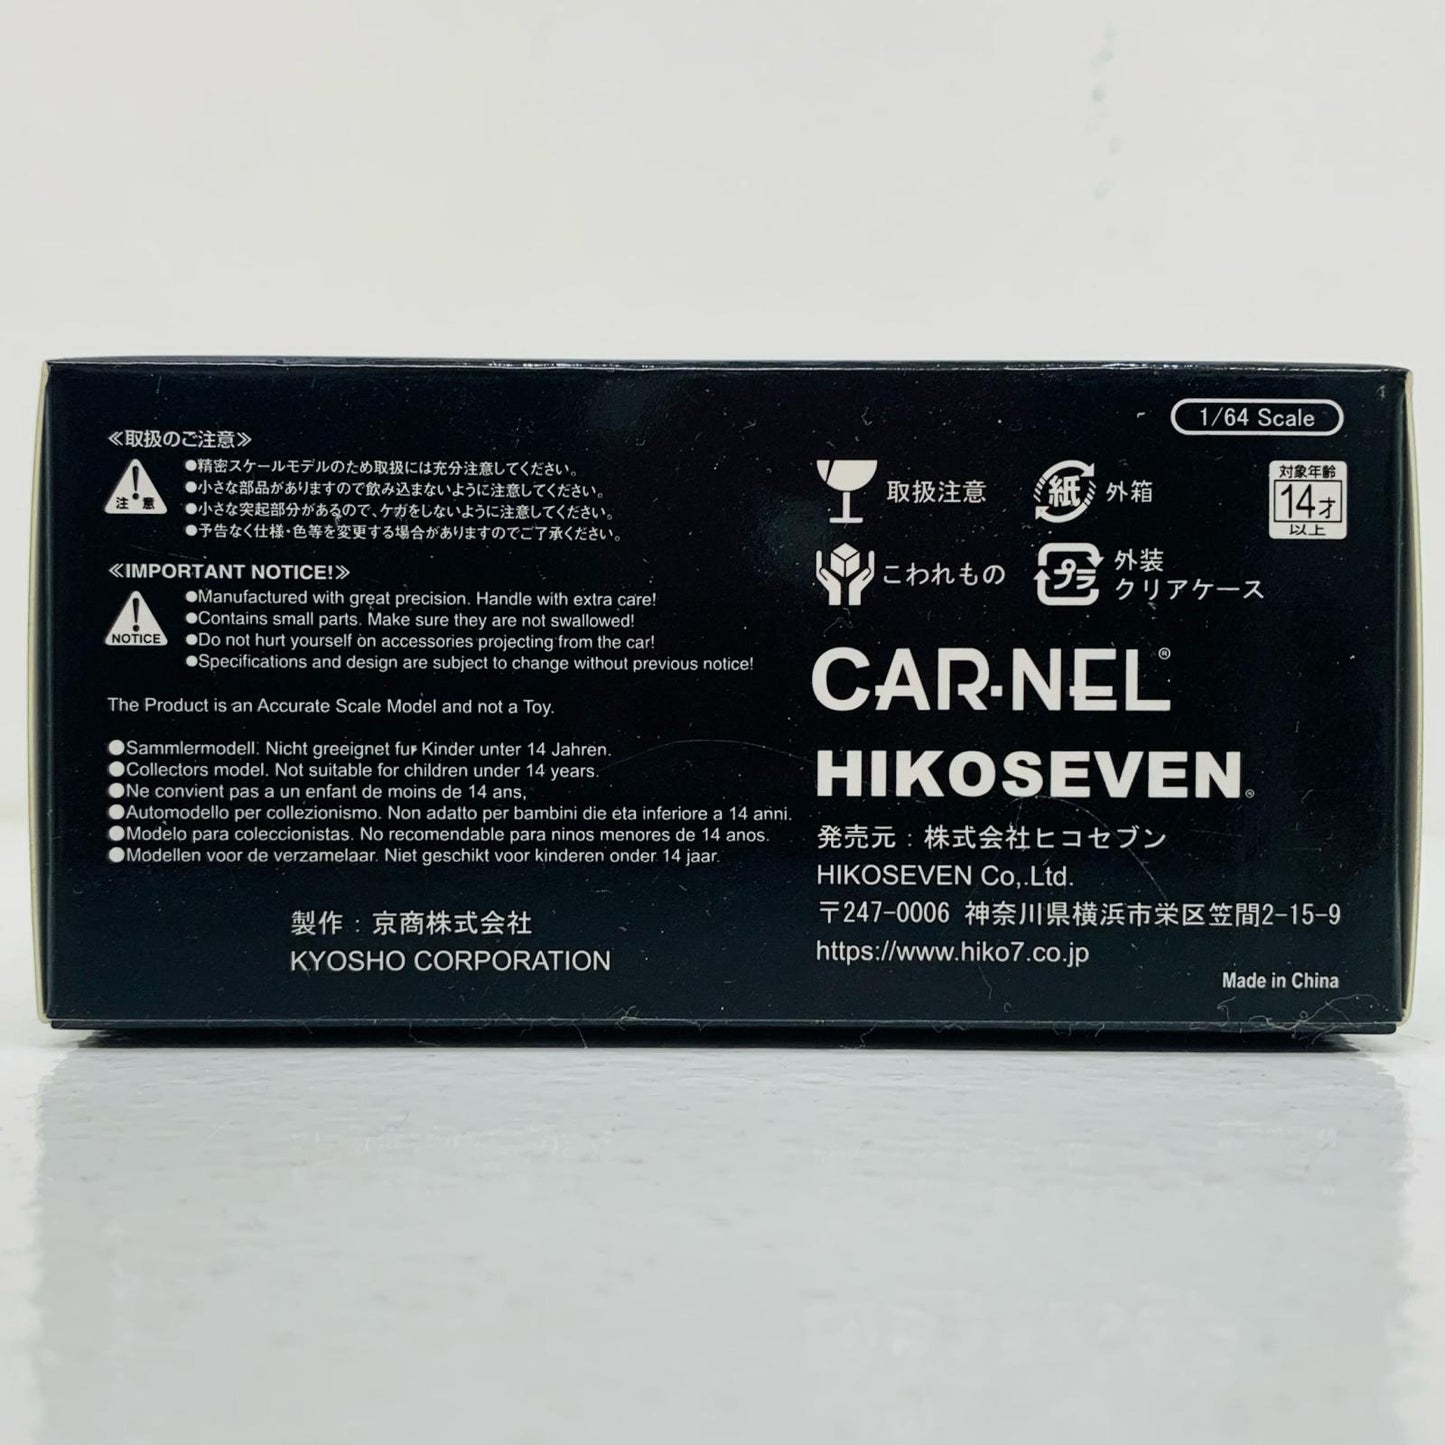 ≪取扱のご注意≫
注 意
●精密スケールモデルのため取扱には充分注意してください。
●小さな部品がありますので飲み込まないように注意してください。
●小さな突起部分があるので、ケガをしないように注意してください。
●予告なく仕様・色等を変更する場合がありますのでご了承ください。
≪IMPORTANT NOTICE!≫
NOTICE
●Manufactured with great precision. Handle with extra care!
●Contains small parts. Make sure they are not swallowed!
●Do not hurt yourself on accessories projecting from the car!
●Specifications and design are subject to change without previous notice!
The Product is an Accurate Scale Model and not a Toy.
●Sammlermodell. Nicht geeignet fur Kinder unter 14 Jahren.
●Collectors model. Not suitable for children under 14 years.
●Ne convient pas a un enfant de moins de 14 ans,
●Automodello per collezionismo. Non adatto per bambini die eta inferiore a 14 anni.
●Modelo para coleccionistas. No recomendable para ninos menores de 14 anos.
●Modellen voor de verzamelaar. Niet geschikt voor kinderen onder 14 jaar.
製作：京商株式会社
KYOSHO CORPORATION
1/64 Scale
取扱注意
紙 外箱
対象年齢
14才
以上
こわれもの
プラ 外装
クリアケース
CAR·NEL®
HIKOSEVEN®
発売元：株式会社ヒコセブン
HIKOSEVEN Co,.Ltd.
〒247-0006 神奈川県横浜市栄区笠間2-15-9
https://www.hiko7.co.jp
Made in China